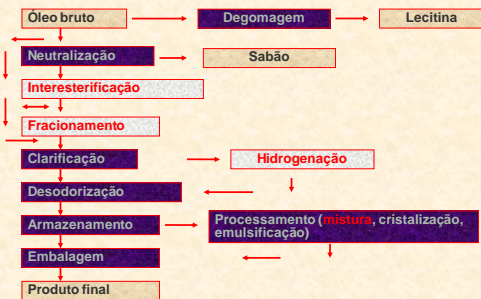 Óleo bruto
Degomagem
Lecitina
Neutralização
Sabão
Interesterificação
Fracionamento
Clarificação
Hidrogenação
Desodorização
Armazenamento
Processamento (mistura, cristalização,
emulsificação)
Embalagem
Produto final